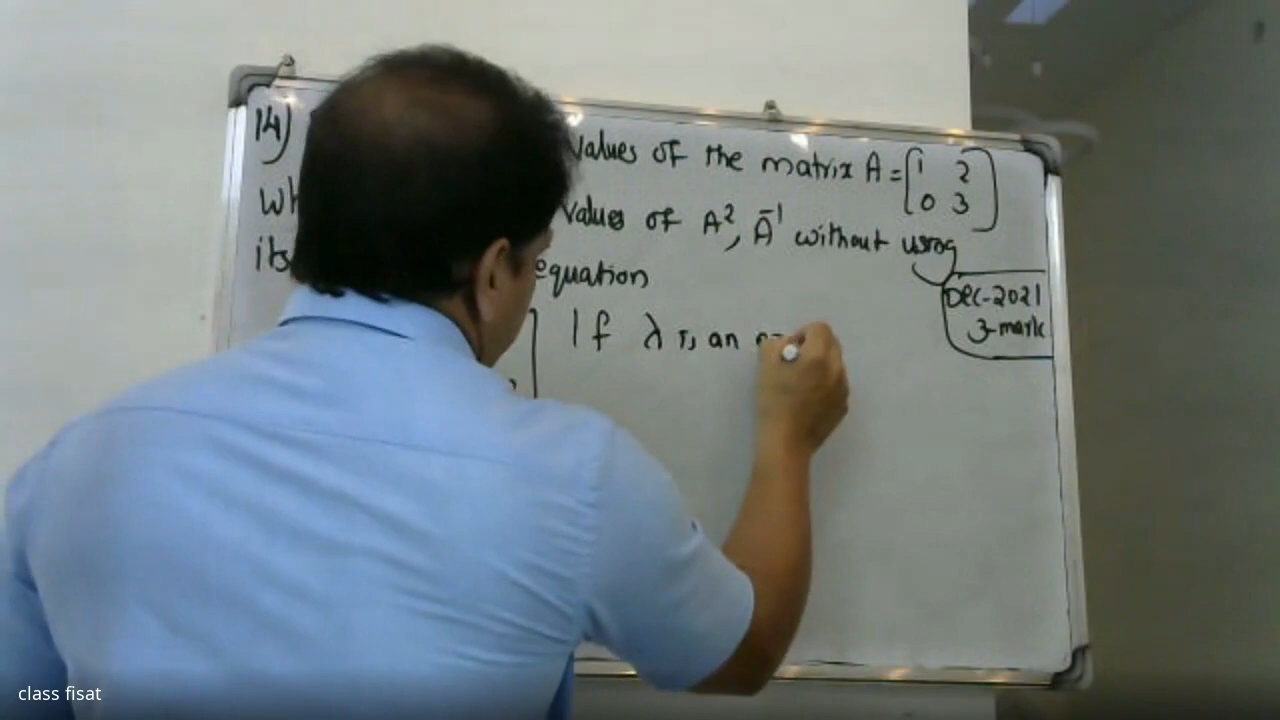 14) Values of the matrix A = [1 2
0 3]
Values of A², A⁻¹ without using
its equation
Dec-2021
3-mark
If λ is an
class fisat